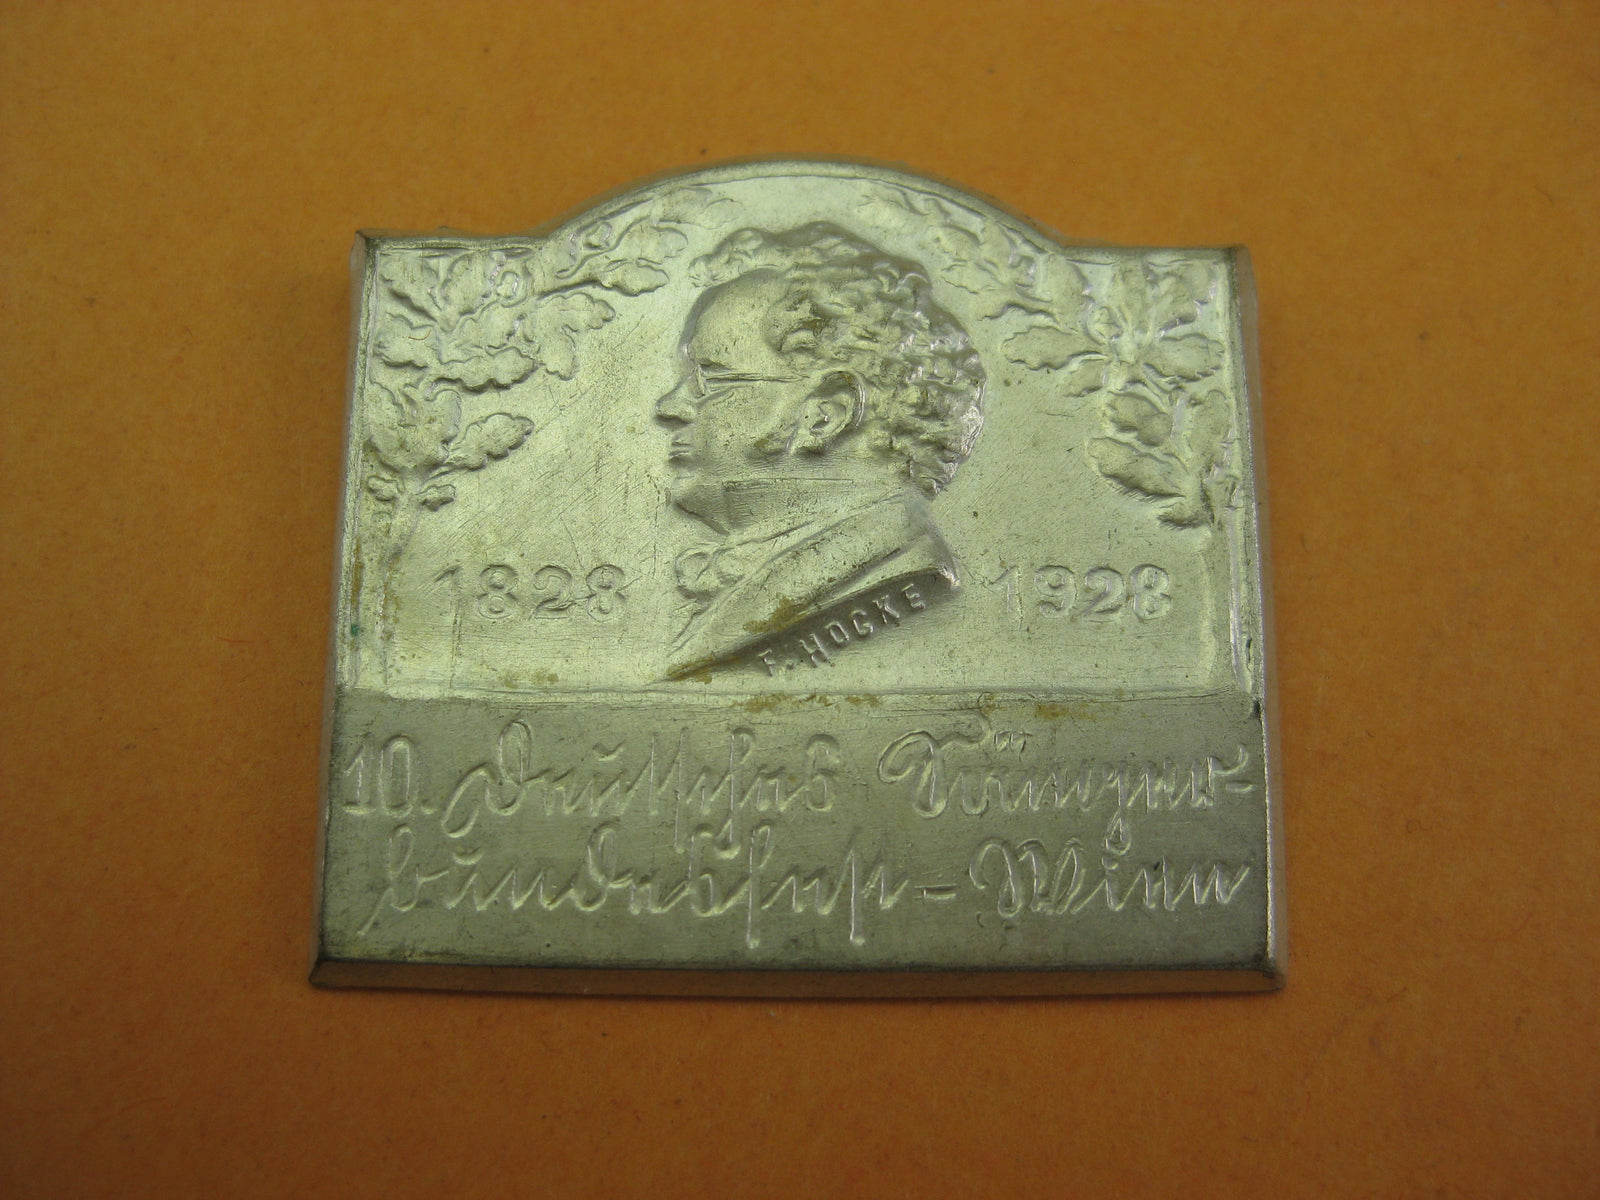 1828 1928
F. HOCKE
10. Deutsches Sänger-
bundesfest - Wien